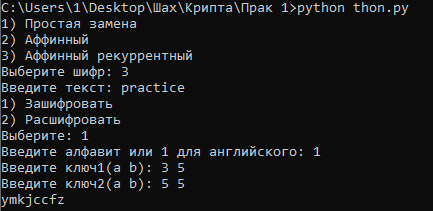 C:\Users\1\Desktop\Шах\Крипта\Прак 1>python thon.py
1) Простая замена
2) Аффинный
3) Аффинный рекуррентный
Выберите шифр: 3
Введите текст: practice
1) Зашифровать
2) Расшифровать
Выберите: 1
Введите алфавит или 1 для английского: 1
Введите ключ1(a b): 3 5
Введите ключ2(a b): 5 5
ymkjccfz